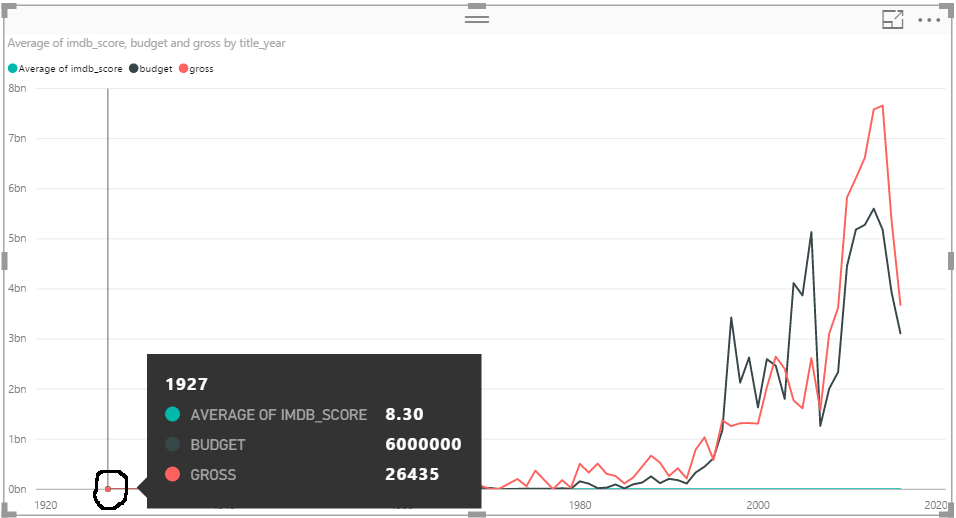 Average of imdb_score, budget and gross by title_year
Average of imdb_score budget gross
8bn
7bn
6bn
5bn
4bn
3bn
2bn
1bn
0bn
1927
AVERAGE OF IMDB_SCORE 8.30
BUDGET 6000000
GROSS 26435
1920 1980 2000 2020